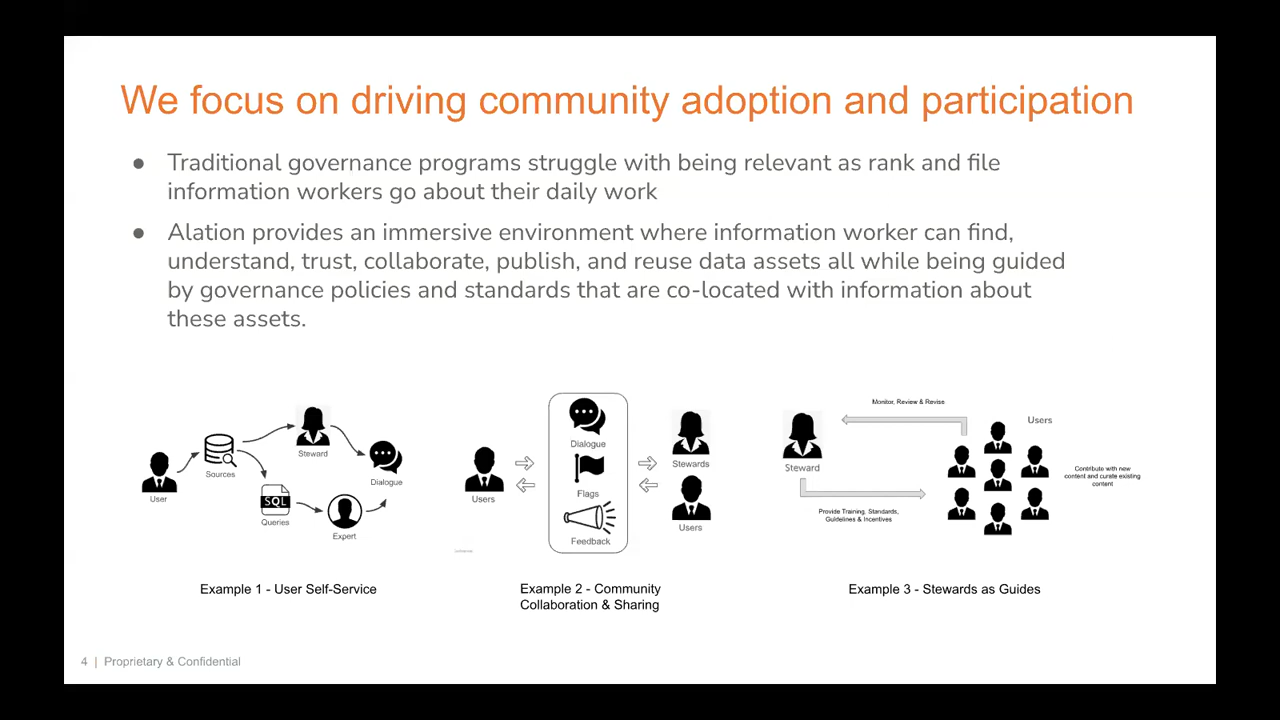 We focus on driving community adoption and participation
● Traditional governance programs struggle with being relevant as rank and file
information workers go about their daily work
● Alation provides an immersive environment where information worker can find,
understand, trust, collaborate, publish, and reuse data assets all while being guided
by governance policies and standards that are co-located with information about
these assets.
User
Sources
Steward
SQL
Queries
Expert
Dialogue
Example 1 - User Self-Service
Users
Dialogue
Flags
Feedback
Stewards
Users
Example 2 - Community
Collaboration & Sharing
Monitor, Review & Revise
Steward
Users
Contribute with new
content and curate existing
content
Provide Training, Standards,
Guidelines & Incentives
Example 3 - Stewards as Guides
4 | Proprietary & Confidential